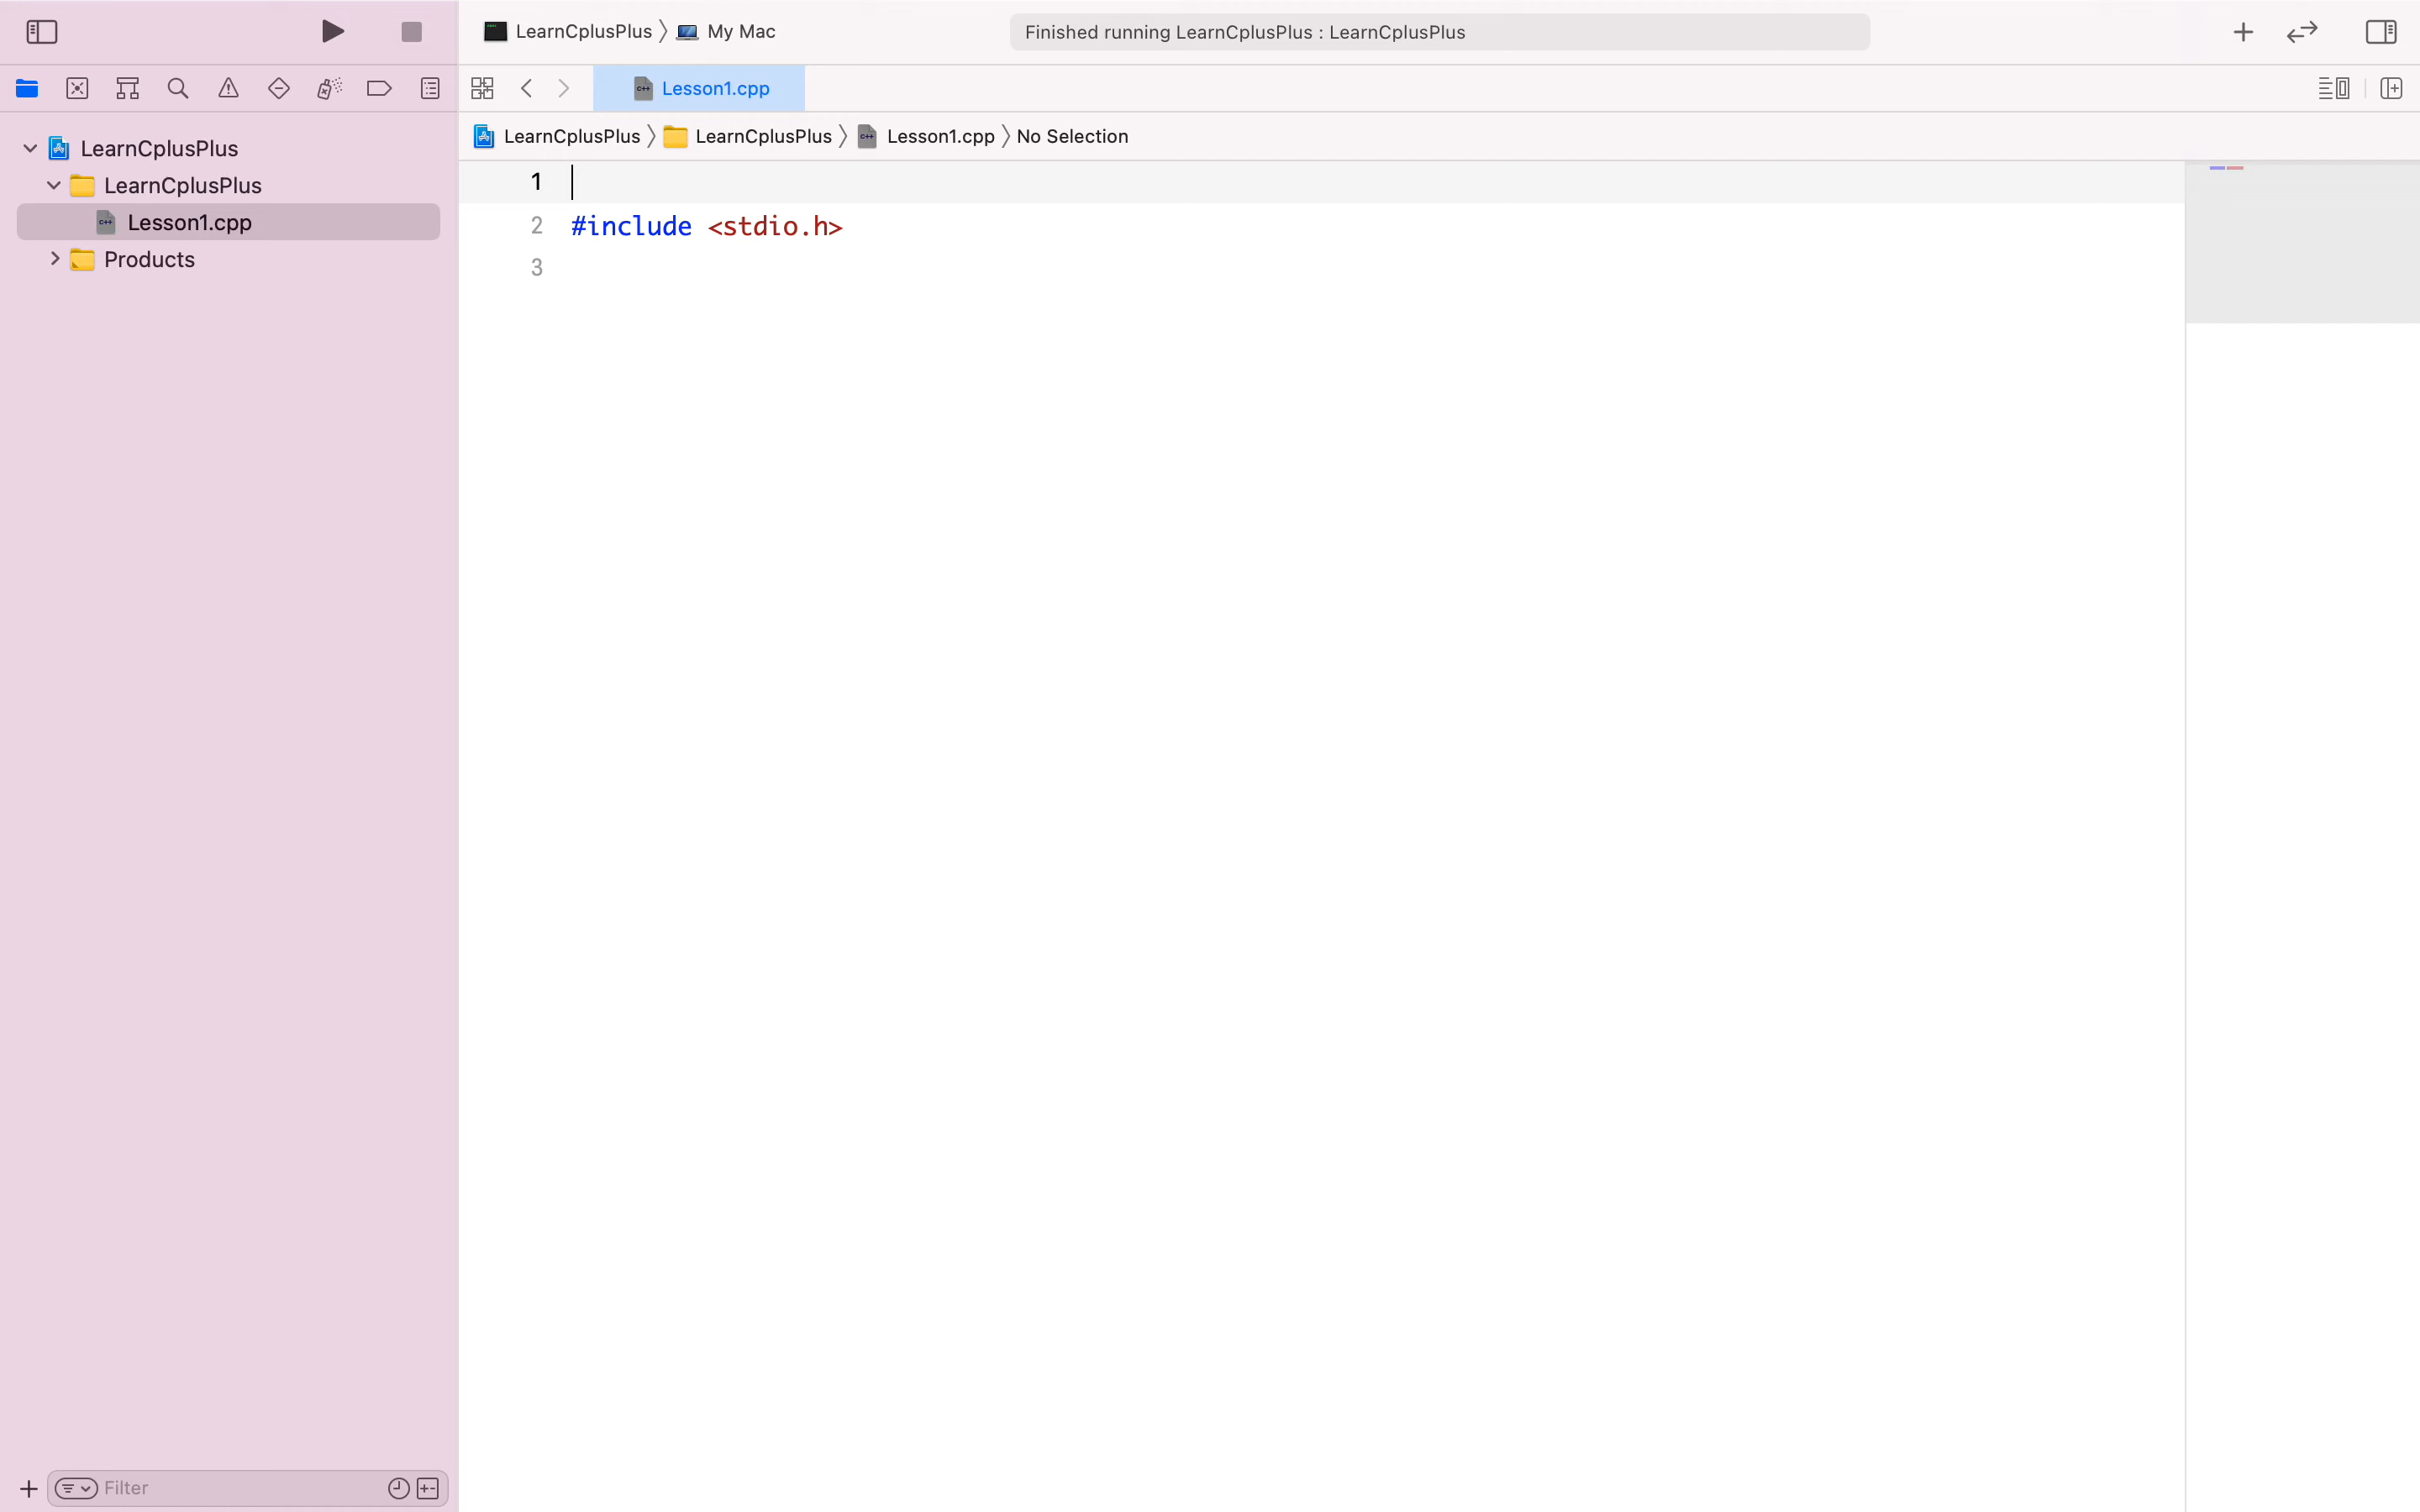 LearnCplusPlus My Mac
Finished running LearnCplusPlus : LearnCplusPlus
Lesson1.cpp
LearnCplusPlus LearnCplusPlus Lesson1.cpp No Selection
LearnCplusPlus
LearnCplusPlus
Lesson1.cpp
Products
1
2 #include <stdio.h>
3
Filter